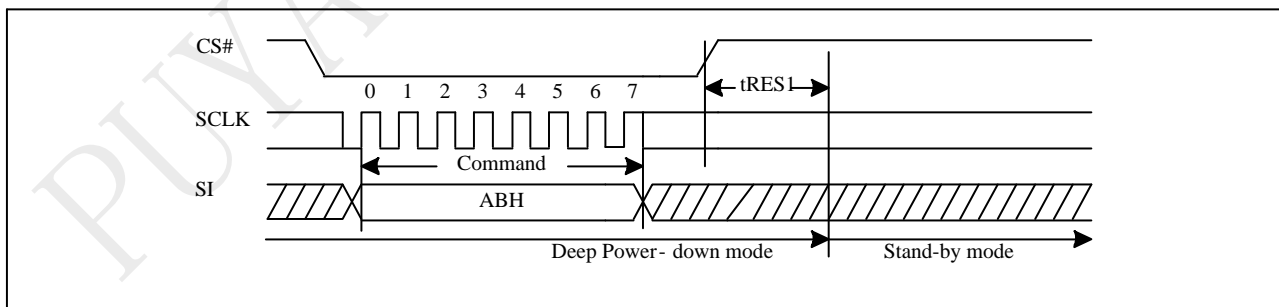 PUYA
CS#
tRES1
0 1 2 3 4 5 6 7
SCLK
Command
SI
ABH
Deep Power- down mode
Stand-by mode